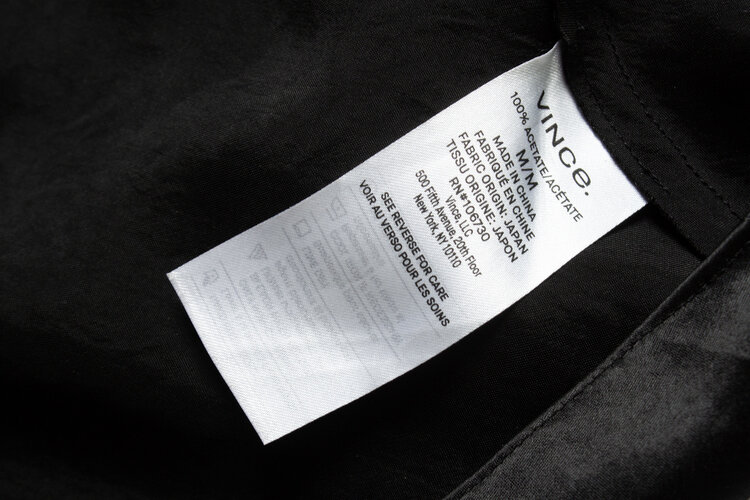 VINCE.
100% ACETATE/ACÉTATE
M/M
MADE IN CHINA
FABRIQUÉ EN CHINE
FABRIC ORIGIN: JAPAN
TISSU ORIGINE: JAPON
RN#106730
Vince, LLC
500 Fifth Avenue, 20th Floor
New York, NY 10110
SEE REVERSE FOR CARE
VOIR AU VERSO POUR LES SOINS